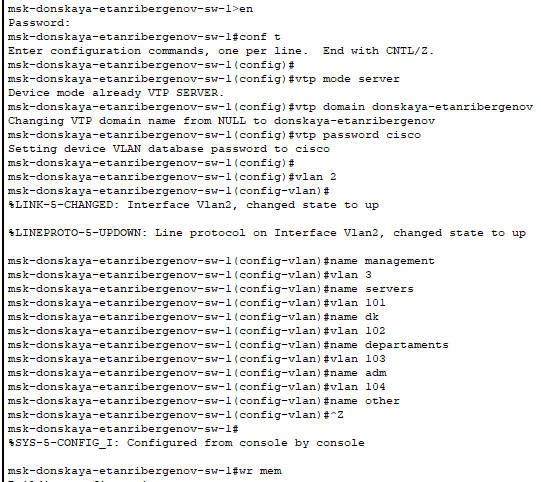 msk-donskaya-etanribergenov-sw-1>en
Password:
msk-donskaya-etanribergenov-sw-1#conf t
Enter configuration commands, one per line.  End with CNTL/Z.
msk-donskaya-etanribergenov-sw-1(config)#
msk-donskaya-etanribergenov-sw-1(config)#vtp mode server
Device mode already VTP SERVER.
msk-donskaya-etanribergenov-sw-1(config)#vtp domain donskaya-etanribergenov
Changing VTP domain name from NULL to donskaya-etanribergenov
msk-donskaya-etanribergenov-sw-1(config)#vtp password cisco
Setting device VLAN database password to cisco
msk-donskaya-etanribergenov-sw-1(config)#
msk-donskaya-etanribergenov-sw-1(config)#vlan 2
msk-donskaya-etanribergenov-sw-1(config-vlan)#
%LINK-5-CHANGED: Interface Vlan2, changed state to up
%LINEPROTO-5-UPDOWN: Line protocol on Interface Vlan2, changed state to up
msk-donskaya-etanribergenov-sw-1(config-vlan)#name management
msk-donskaya-etanribergenov-sw-1(config-vlan)#vlan 3
msk-donskaya-etanribergenov-sw-1(config-vlan)#name servers
msk-donskaya-etanribergenov-sw-1(config-vlan)#vlan 101
msk-donskaya-etanribergenov-sw-1(config-vlan)#name dk
msk-donskaya-etanribergenov-sw-1(config-vlan)#vlan 102
msk-donskaya-etanribergenov-sw-1(config-vlan)#name departaments
msk-donskaya-etanribergenov-sw-1(config-vlan)#vlan 103
msk-donskaya-etanribergenov-sw-1(config-vlan)#name adm
msk-donskaya-etanribergenov-sw-1(config-vlan)#vlan 104
msk-donskaya-etanribergenov-sw-1(config-vlan)#name other
msk-donskaya-etanribergenov-sw-1(config-vlan)#^Z
msk-donskaya-etanribergenov-sw-1#
%SYS-5-CONFIG_I: Configured from console by console
msk-donskaya-etanribergenov-sw-1#wr mem